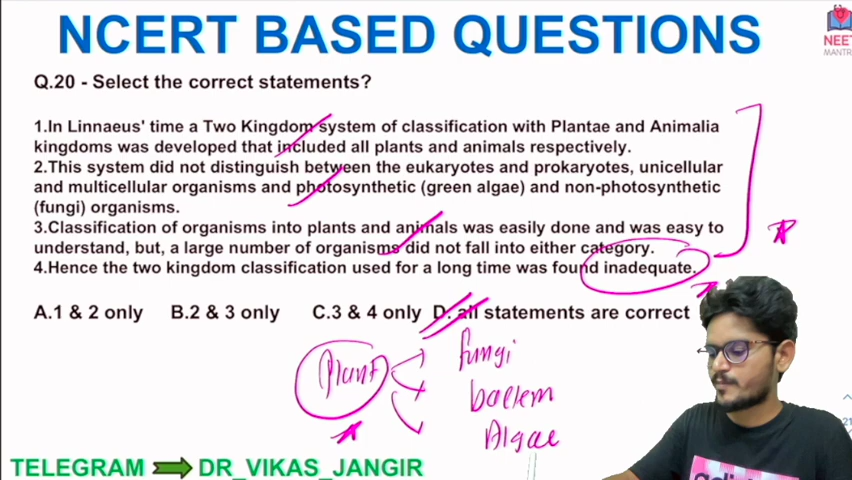 NCERT BASED QUESTIONS
NEET
MANTRA
Q.20 - Select the correct statements?
1.In Linnaeus' time a Two Kingdom system of classification with Plantae and Animalia
kingdoms was developed that included all plants and animals respectively.
2.This system did not distinguish between the eukaryotes and prokaryotes, unicellular
and multicellular organisms and photosynthetic (green algae) and non-photosynthetic
(fungi) organisms.
3.Classification of organisms into plants and animals was easily done and was easy to
understand, but, a large number of organisms did not fall into either category.
4.Hence the two kingdom classification used for a long time was found inadequate.
A.1 & 2 only B.2 & 3 only C.3 & 4 only D. all statements are correct
Plant
fungi
Algae
TELEGRAM DR_VIKAS_JANGIR